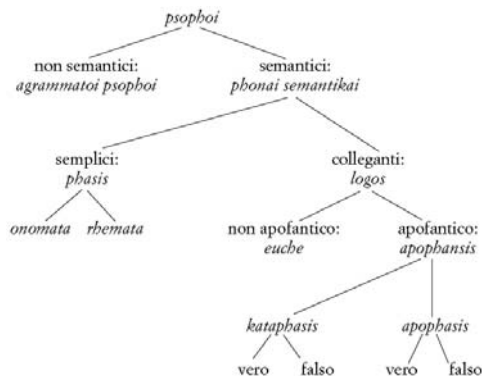 psophoi
non semantici:
agrammatoi psophoi
semantici:
phonai semantikai
semplici:
phasis
colleganti:
logos
onomata rhemata
non apofantico:
euche
apofantico:
apophansis
kataphasis
apophasis
vero falso
vero falso